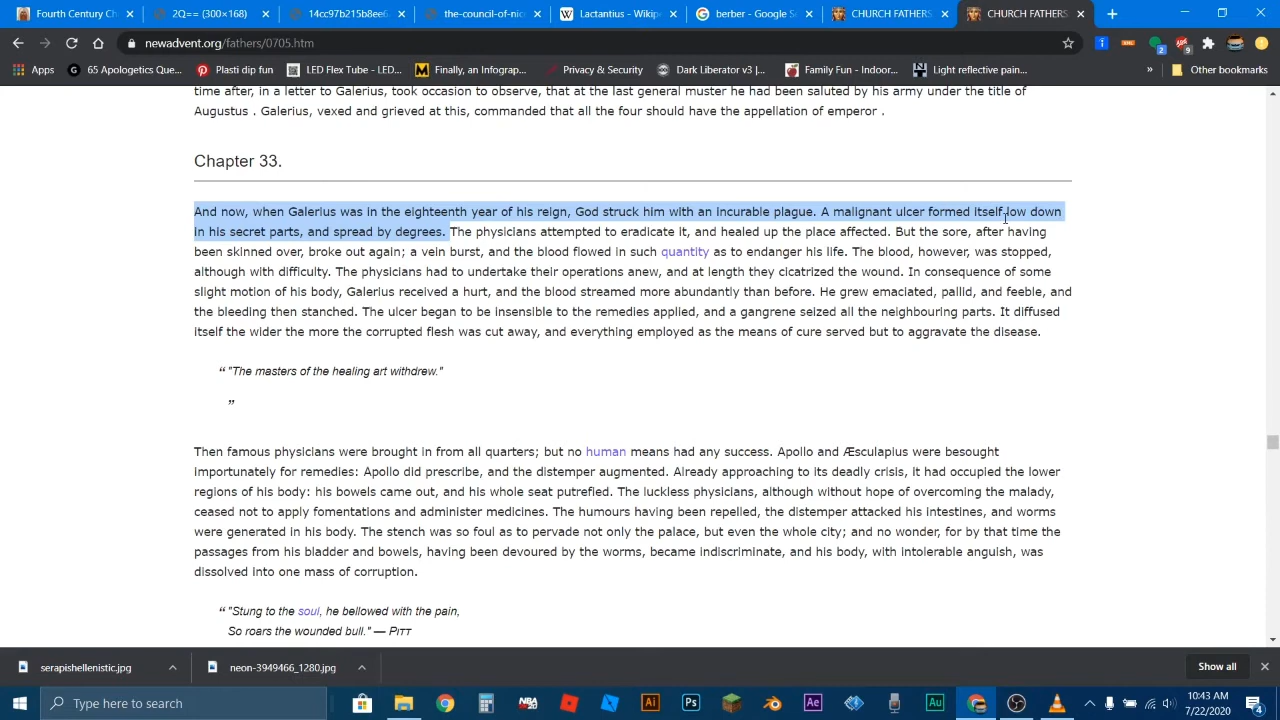 Fourth Century Ch
2Q== (300×168)
14cc97b215b8ee6
the-council-of-nic
Lactantius - Wikipe
berber - Google Se
CHURCH FATHERS
CHURCH FATHERS
newadvent.org/fathers/0705.htm
2
9
Apps
65 Apologetics Que...
Plasti dip fun
LED Flex Tube - LED...
Finally, an Infograp...
Privacy & Security
Dark Liberator v3 |...
Family Fun - Indoor...
Light reflective pain...
»
Other bookmarks
time after, in a letter to Galerius, took occasion to observe, that at the last general muster he had been saluted by his army under the title of
Augustus . Galerius, vexed and grieved at this, commanded that all the four should have the appellation of emperor .
Chapter 33.
And now, when Galerius was in the eighteenth year of his reign, God struck him with an incurable plague. A malignant ulcer formed itself low down
in his secret parts, and spread by degrees. The physicians attempted to eradicate it, and healed up the place affected. But the sore, after having
been skinned over, broke out again; a vein burst, and the blood flowed in such quantity as to endanger his life. The blood, however, was stopped,
although with difficulty. The physicians had to undertake their operations anew, and at length they cicatrized the wound. In consequence of some
slight motion of his body, Galerius received a hurt, and the blood streamed more abundantly than before. He grew emaciated, pallid, and feeble, and
the bleeding then stanched. The ulcer began to be insensible to the remedies applied, and a gangrene seized all the neighbouring parts. It diffused
itself the wider the more the corrupted flesh was cut away, and everything employed as the means of cure served but to aggravate the disease.
“ "The masters of the healing art withdrew."
”
Then famous physicians were brought in from all quarters; but no human means had any success. Apollo and Æsculapius were besought
importunately for remedies: Apollo did prescribe, and the distemper augmented. Already approaching to its deadly crisis, it had occupied the lower
regions of his body: his bowels came out, and his whole seat putrefied. The luckless physicians, although without hope of overcoming the malady,
ceased not to apply fomentations and administer medicines. The humours having been repelled, the distemper attacked his intestines, and worms
were generated in his body. The stench was so foul as to pervade not only the palace, but even the whole city; and no wonder, for by that time the
passages from his bladder and bowels, having been devoured by the worms, became indiscriminate, and his body, with intolerable anguish, was
dissolved into one mass of corruption.
“ "Stung to the soul, he bellowed with the pain,
So roars the wounded bull." — PITT
serapishellenistic.jpg
neon-3949466_1280.jpg
Show all
Type here to search
NBA
Ai
Ps
Ae
Au
10:43 AM
7/22/2020
4